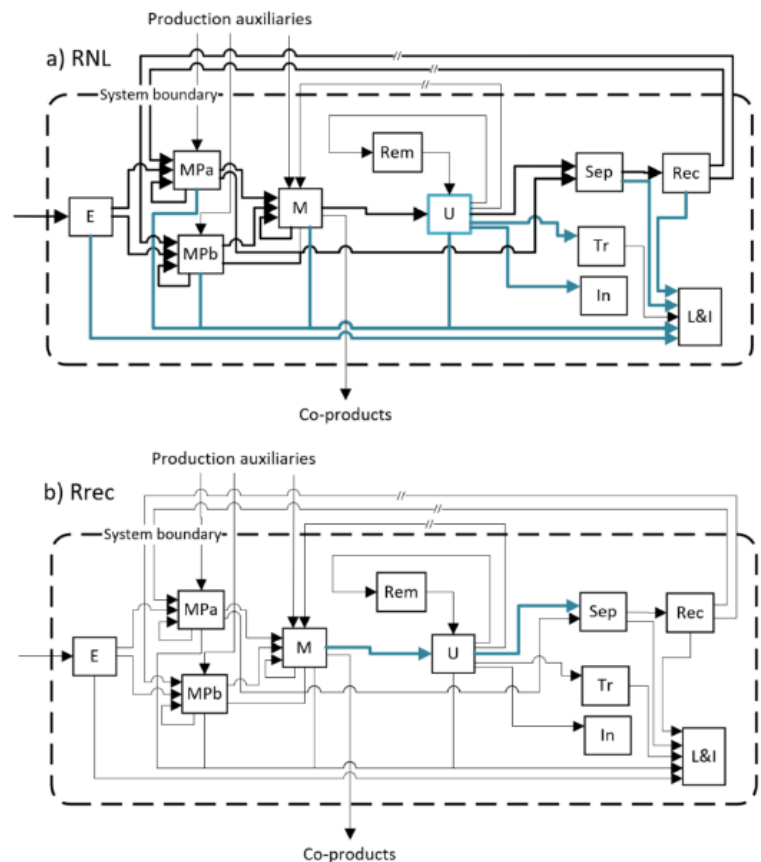 Production auxiliaries
a) RNL
System boundary
MPa
Rem
Sep
Rec
E
M
U
MPb
Tr
In
L&I
Co-products
Production auxiliaries
b) Rrec
System boundary
MPa
Rem
Sep
Rec
E
M
U
MPb
Tr
In
L&I
Co-products